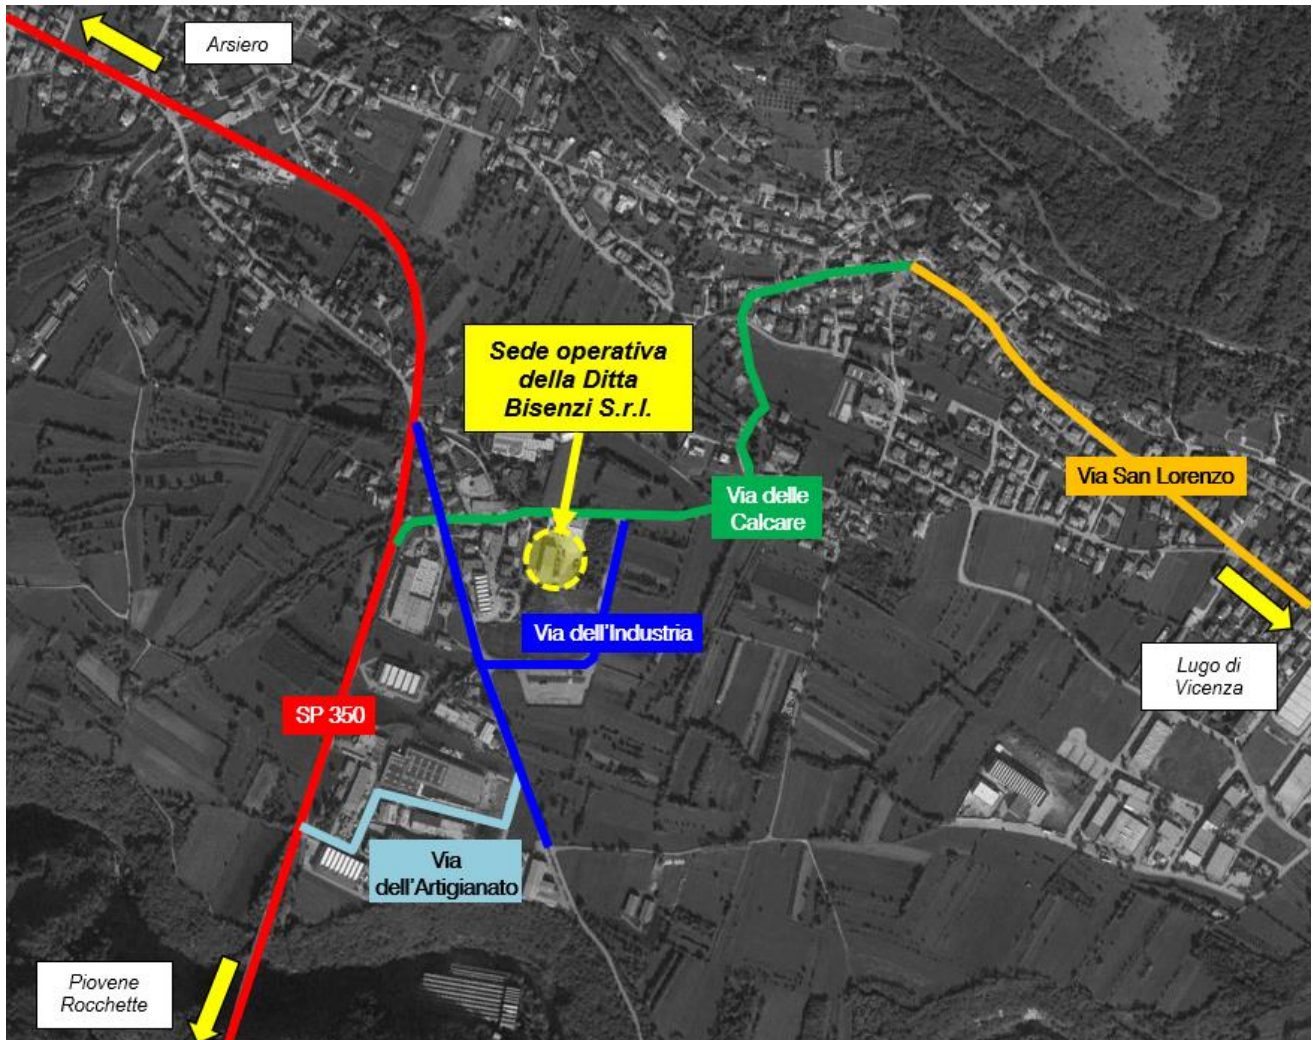 Arsiero
Sede operativa
della Ditta
Bisenzi S.r.l.
Via San Lorenzo
Via delle
Calcare
Via dell'Industria
Lugo di
Vicenza
SP 350
Via
dell'Artigianato
Piovene
Rocchette